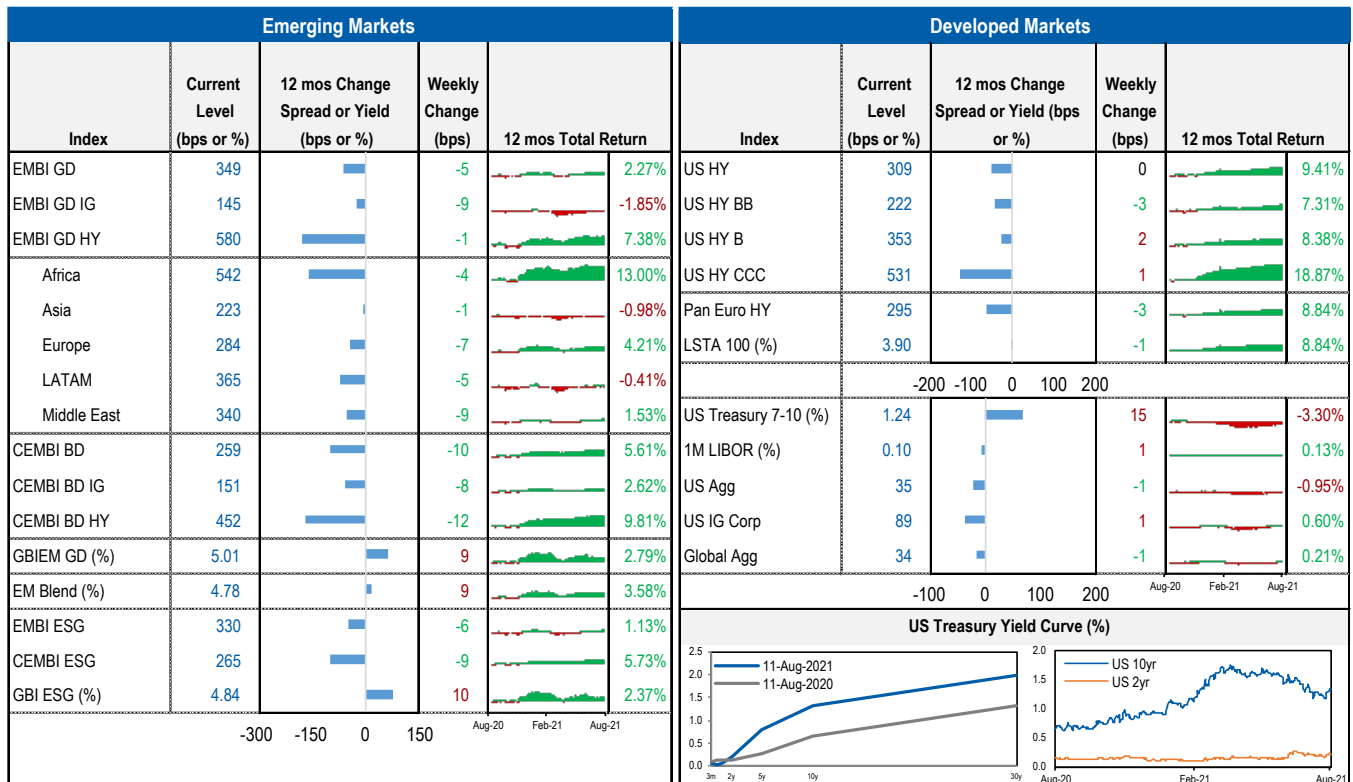 Emerging Markets
Index Current Level (bps or %) 12 mos Change Spread or Yield (bps or %) Weekly Change (bps) 12 mos Total Return
EMBI GD 349 -5 2.27%
EMBI GD IG 145 -9 -1.85%
EMBI GD HY 580 -1 7.38%
Africa 542 -4 13.00%
Asia 223 -1 -0.98%
Europe 284 -7 4.21%
LATAM 365 -5 -0.41%
Middle East 340 -9 1.53%
CEMBI BD 259 -10 5.61%
CEMBI BD IG 151 -8 2.62%
CEMBI BD HY 452 -12 9.81%
GBIEM GD (%) 5.01 9 2.79%
EM Blend (%) 4.78 9 3.58%
EMBI ESG 330 -6 1.13%
CEMBI ESG 265 -9 5.73%
GBI ESG (%) 4.84 10 2.37%
Aug-20 Feb-21 Aug-21
-300 -150 0 150
Developed Markets
Index Current Level (bps or %) 12 mos Change Spread or Yield (bps or %) Weekly Change (bps) 12 mos Total Return
US HY 309 0 9.41%
US HY BB 222 -3 7.31%
US HY B 353 2 8.38%
US HY CCC 531 1 18.87%
Pan Euro HY 295 -3 8.84%
LSTA 100 (%) 3.90 -1 8.84%
-200 -100 0 100 200
US Treasury 7-10 (%) 1.24 15 -3.30%
1M LIBOR (%) 0.10 1 0.13%
US Agg 35 -1 -0.95%
US IG Corp 89 1 0.60%
Global Agg 34 -1 0.21%
Aug-20 Feb-21 Aug-21
-100 0 100 200
US Treasury Yield Curve (%)
2.5
2.0
1.5
1.0
0.5
0.0
11-Aug-2021
11-Aug-2020
3m 2y 5y 10y 30y
2.0
1.5
1.0
0.5
0.0
US 10yr
US 2yr
Aug-20 Feb-21 Aug-21